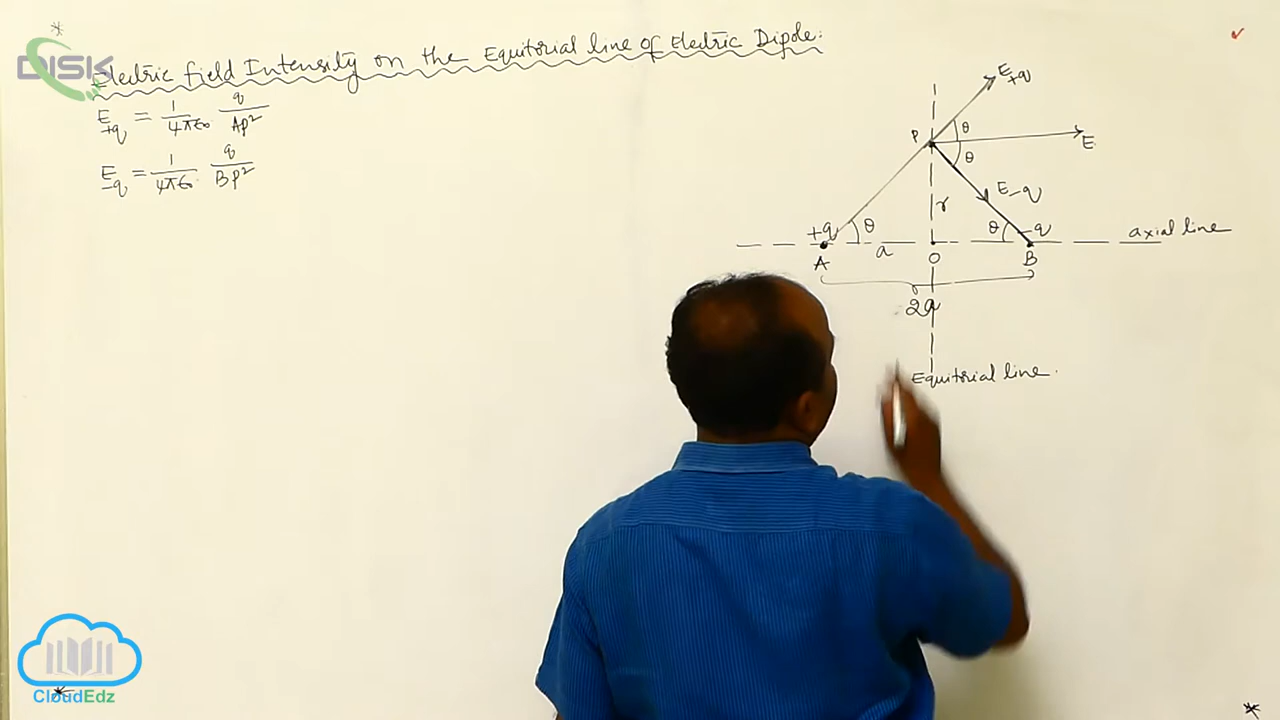 DISK
Electric field Intensity on the Equitorial line of Electric Dipole:
E+q = 1/4πε₀ q/AP²
E−q = 1/4πε₀ q/BP²
E+q
P θ
E
θ
E−q
r
+q θ θ −q axial line
a
A O B
2a
Equitorial line.
CloudEdz